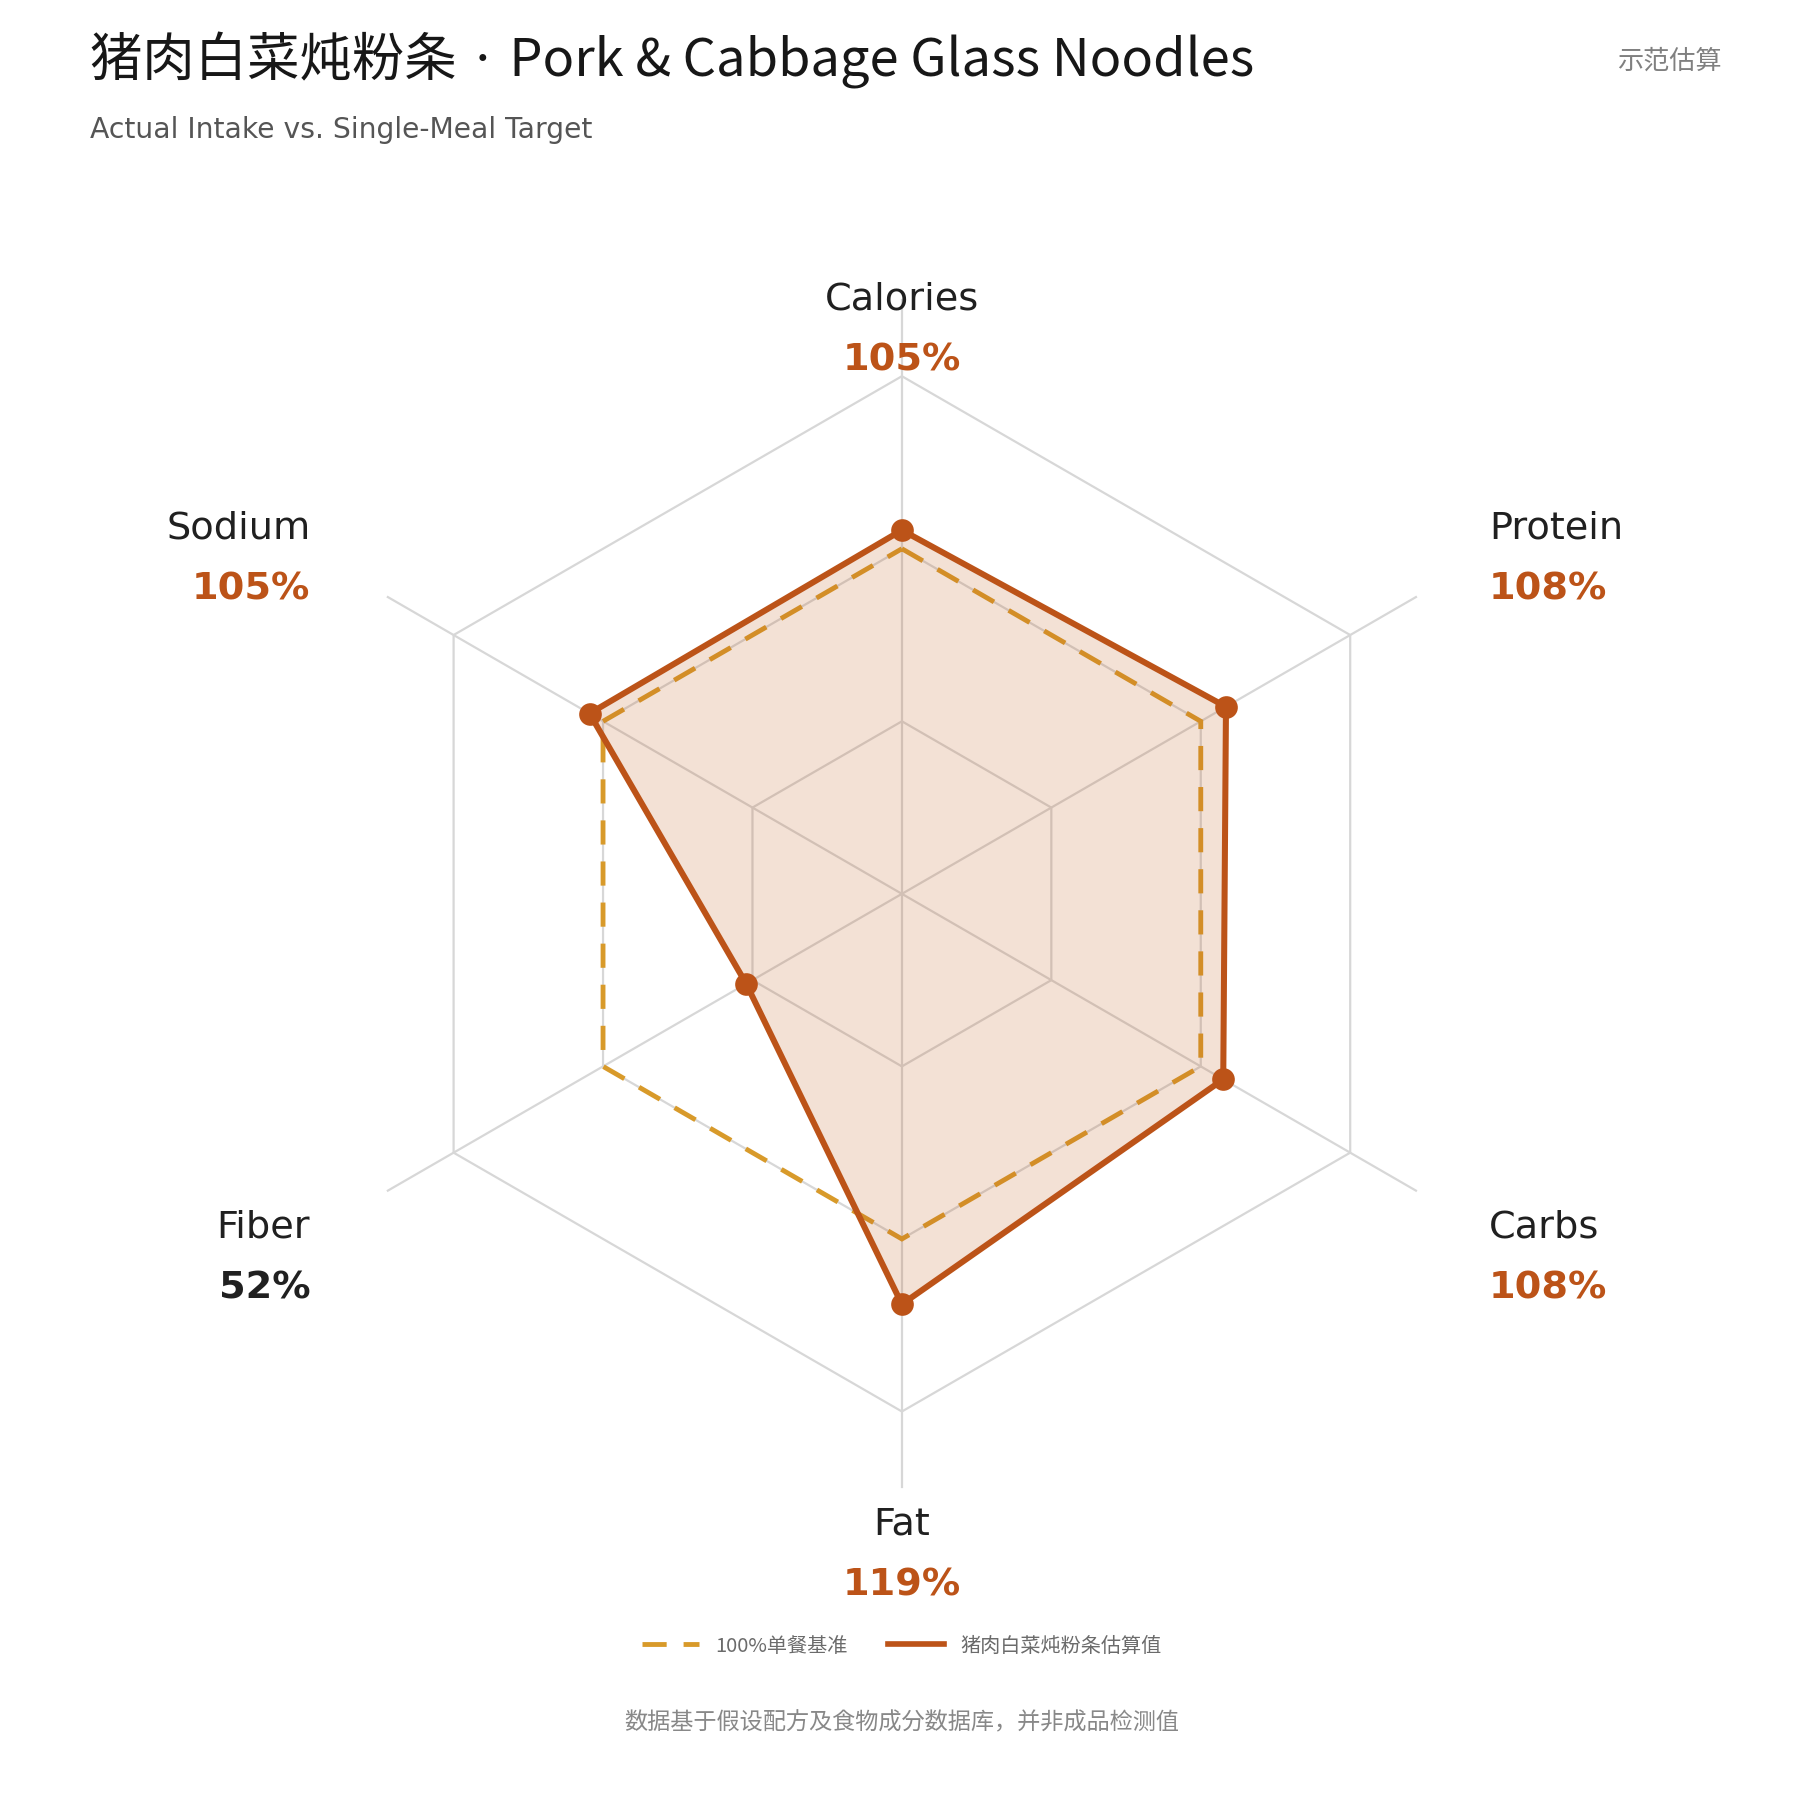 猪肉白菜炖粉条 · Pork & Cabbage Glass Noodles
示范估算
Actual Intake vs. Single-Meal Target
Calories
105%
Sodium
105%
Protein
108%
Fiber
52%
Carbs
108%
Fat
119%
100%单餐基准
猪肉白菜炖粉条估算值
数据基于假设配方及食物成分数据库，并非成品检测值